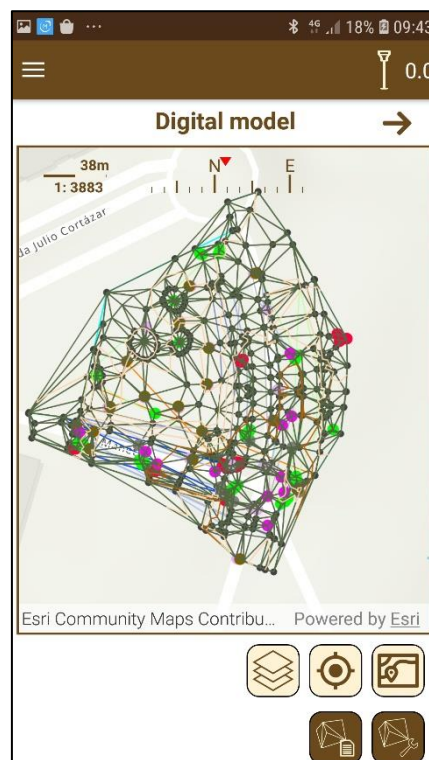 4G 18% 09:43
0.0
Digital model
38m
1: 3883
N E
da Julio Cortázar
Esri Community Maps Contribu... Powered by Esri